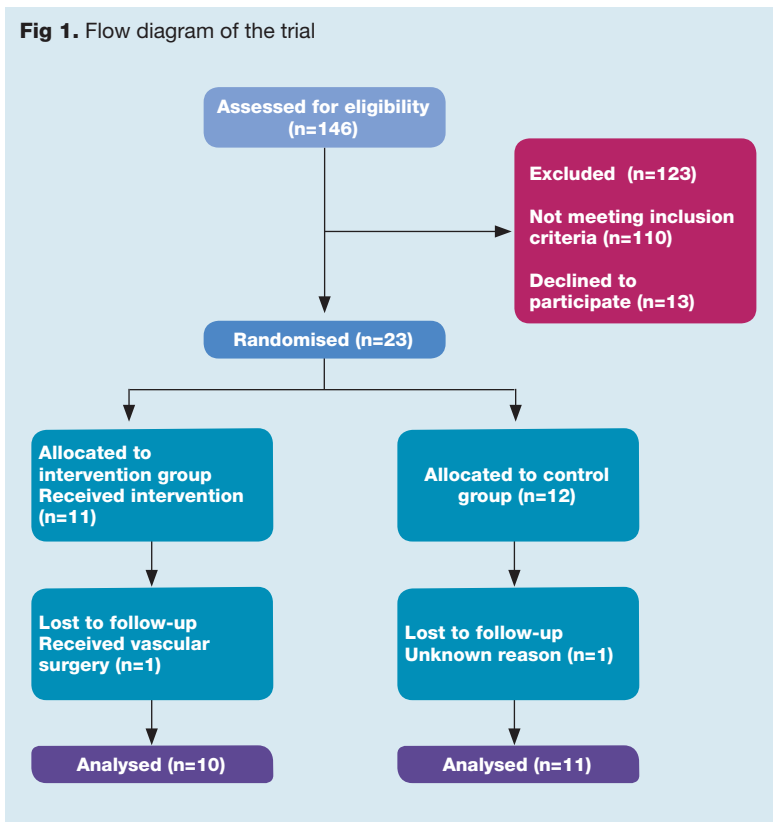 Fig 1. Flow diagram of the trial
Assessed for eligibility
(n=146)
Excluded (n=123)
Not meeting inclusion
criteria (n=110)
Declined to
participate (n=13)
Randomised (n=23)
Allocated to
intervention group
Received intervention
(n=11)
Allocated to control
group (n=12)
Lost to follow-up
Received vascular
surgery (n=1)
Lost to follow-up
Unknown reason (n=1)
Analysed (n=10)
Analysed (n=11)